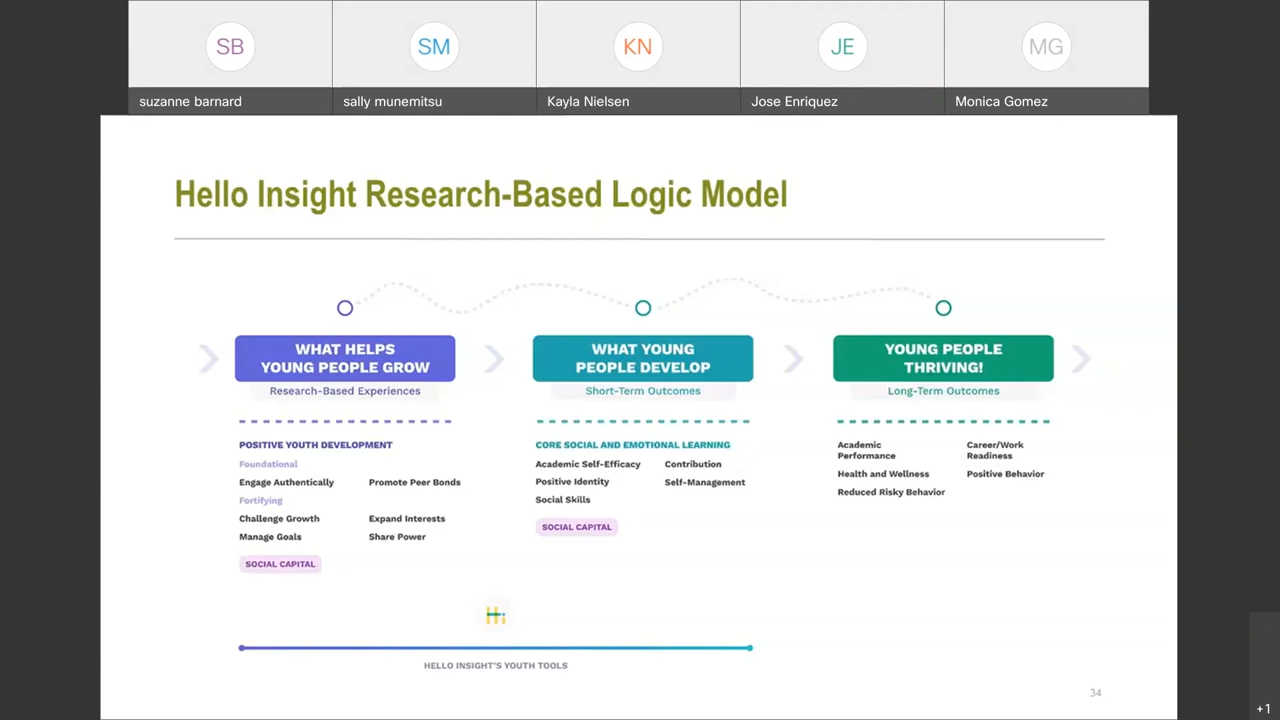 SB
SM
KN
JE
MG
suzanne barnard
sally munemitsu
Kayla Nielsen
Jose Enriquez
Monica Gomez
Hello Insight Research-Based Logic Model
WHAT HELPS
YOUNG PEOPLE GROW
Research-Based Experiences
POSITIVE YOUTH DEVELOPMENT
Foundational
Engage Authentically
Promote Peer Bonds
Fortifying
Challenge Growth
Expand Interests
Manage Goals
Share Power
SOCIAL CAPITAL
WHAT YOUNG
PEOPLE DEVELOP
Short-Term Outcomes
CORE SOCIAL AND EMOTIONAL LEARNING
Academic Self-Efficacy
Contribution
Positive Identity
Self-Management
Social Skills
SOCIAL CAPITAL
YOUNG PEOPLE
THRIVING!
Long-Term Outcomes
Academic
Performance
Career/Work
Readiness
Health and Wellness
Positive Behavior
Reduced Risky Behavior
Hi
HELLO INSIGHT'S YOUTH TOOLS
34
+1